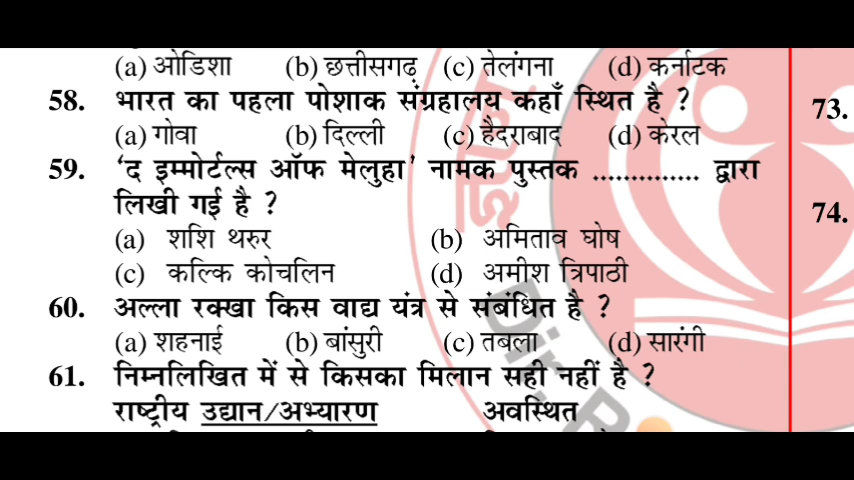 (a) ओडिशा (b) छत्तीसगढ़ (c) तेलंगना (d) कर्नाटक
58. भारत का पहला पोशाक संग्रहालय कहाँ स्थित है ?
(a) गोवा (b) दिल्ली (c) हैदराबाद (d) केरल
59. ‘द इम्मोर्टल्स ऑफ मेलुहा’ नामक पुस्तक .............. द्वारा
लिखी गई है ?
(a) शशि थरुर (b) अमिताव घोष
(c) कल्कि कोचलिन (d) अमीश त्रिपाठी
60. अल्ला रक्खा किस वाद्य यंत्र से संबंधित है ?
(a) शहनाई (b) बांसुरी (c) तबला (d) सारंगी
61. निम्नलिखित में से किसका मिलान सही नहीं है ?
राष्ट्रीय उद्यान/अभ्यारण अवस्थित
73.
74.